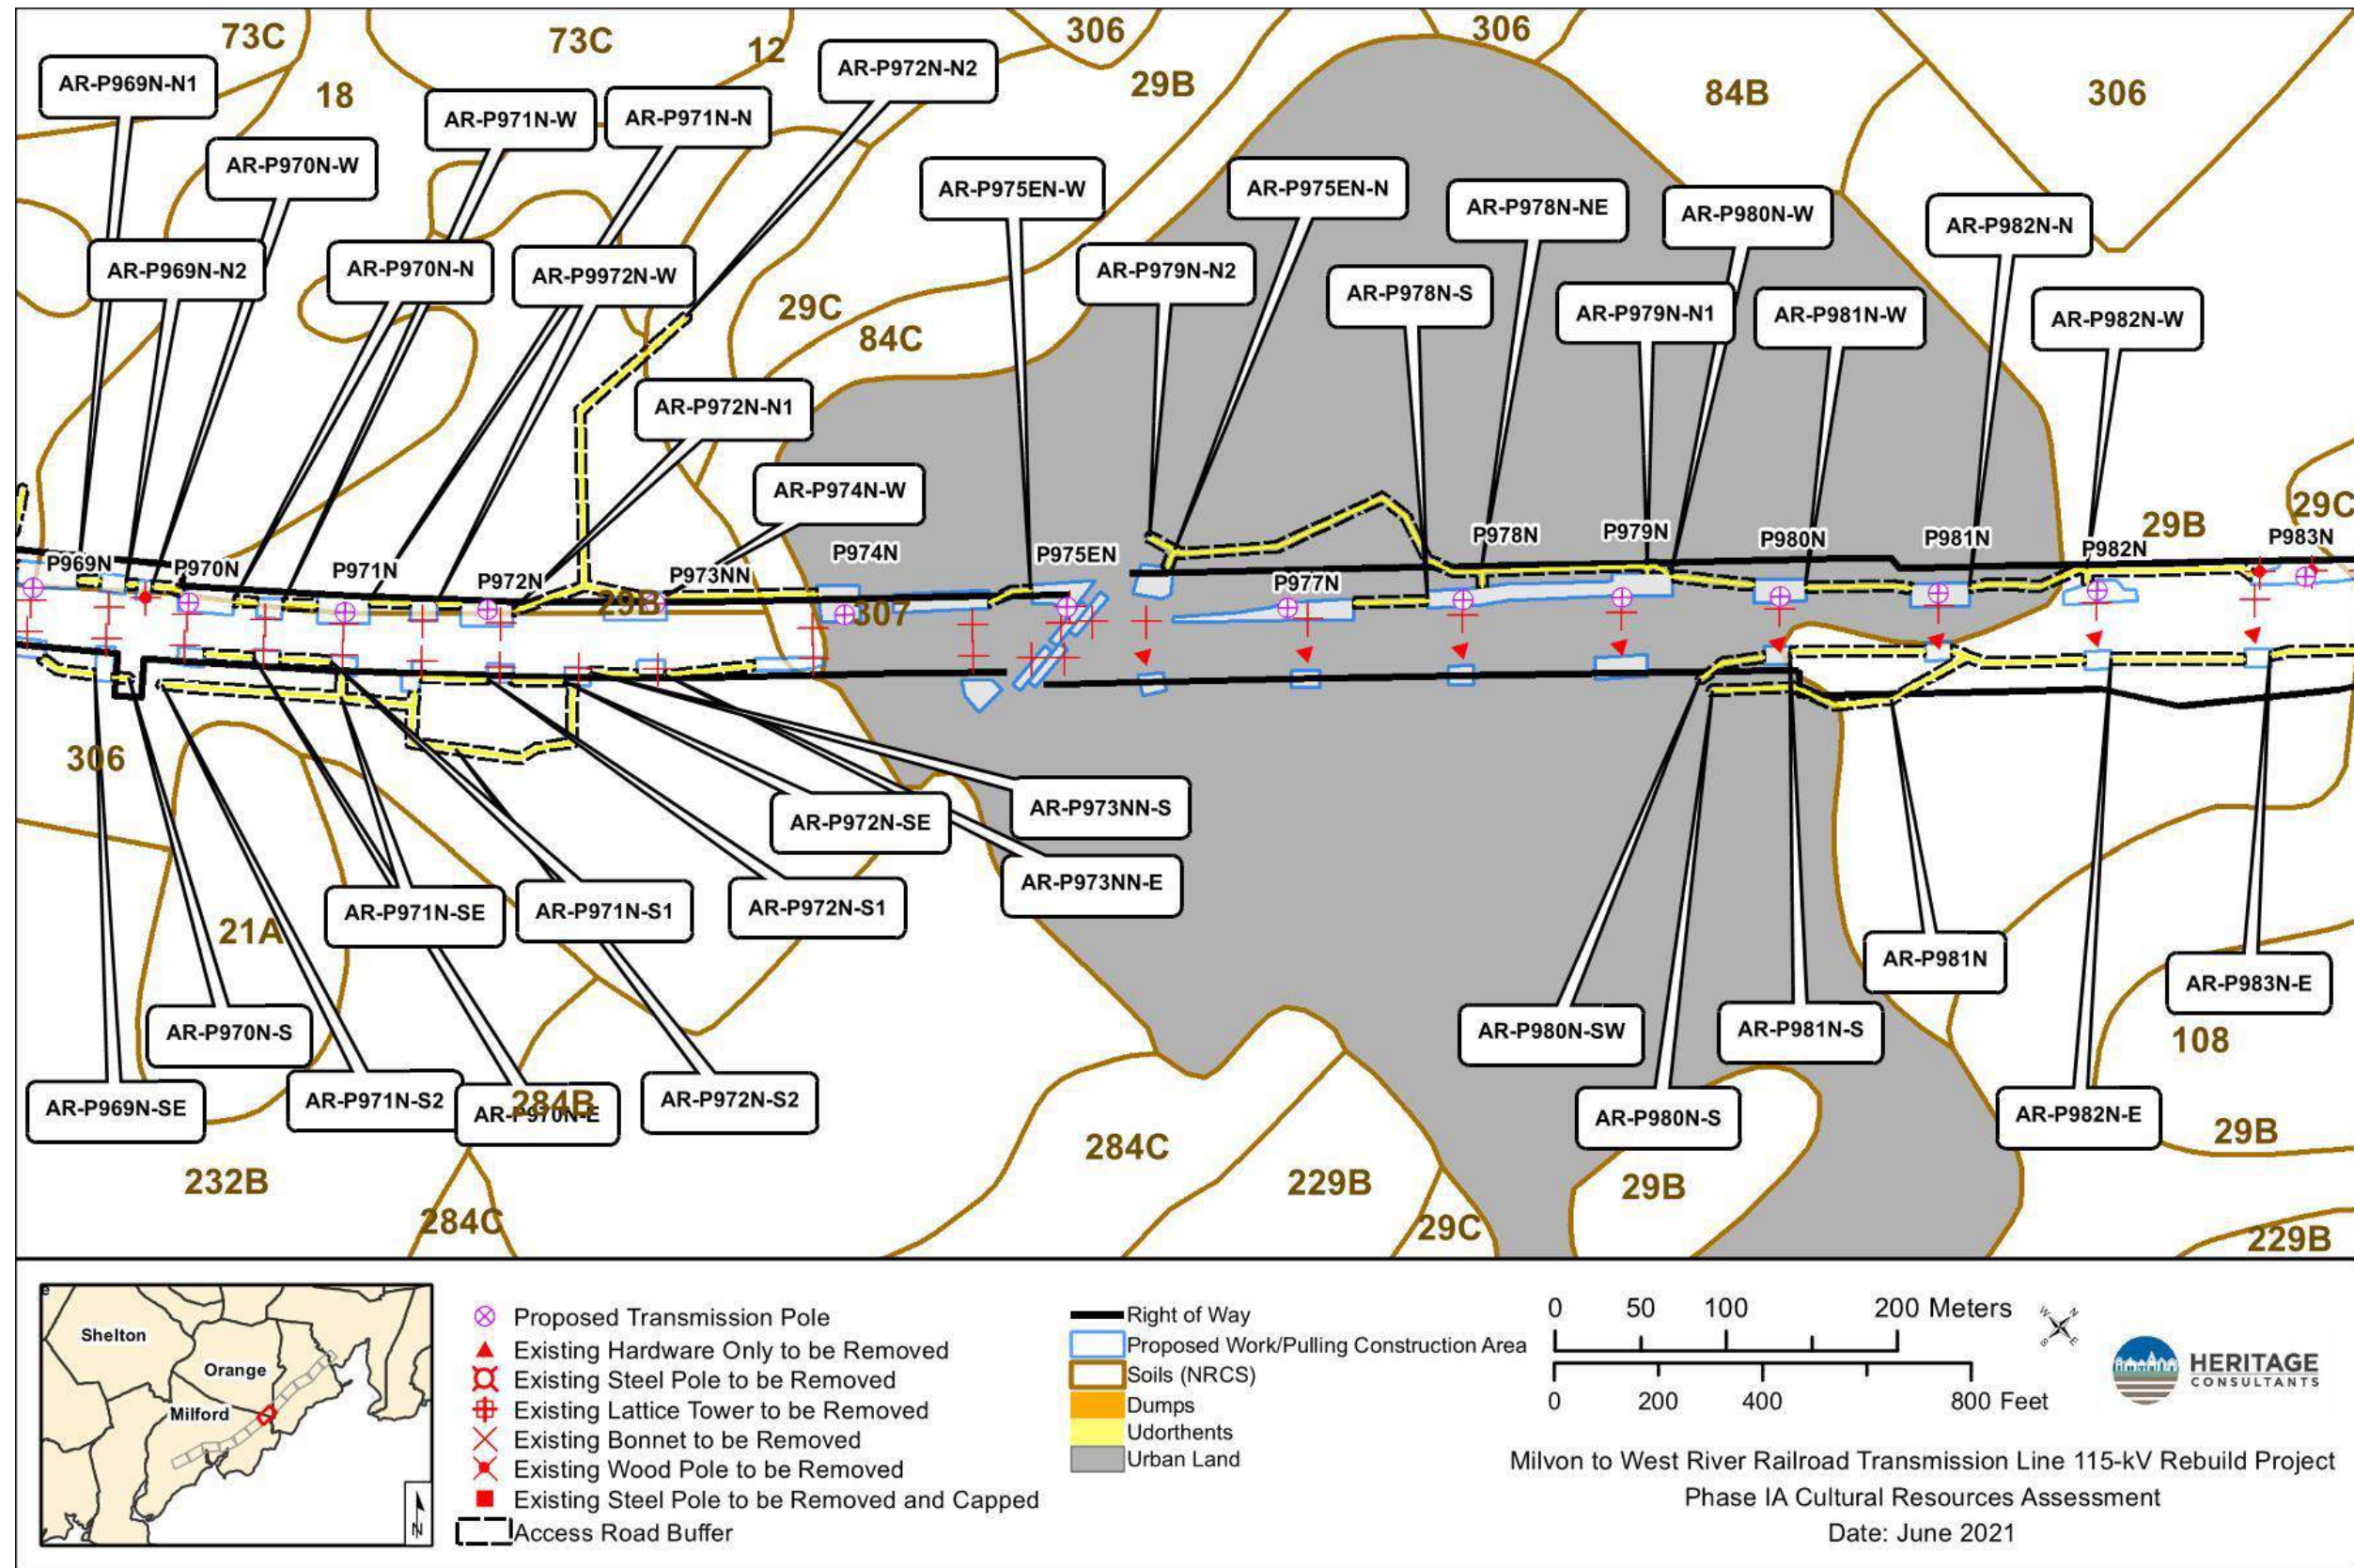 73C
73C
12
306
306
AR-P969N-N1
18
AR-P971N-W
AR-P971N-N
AR-P972N-N2
29B
84B
306
AR-P970N-W
AR-P975EN-W
AR-P975EN-N
AR-P978N-NE
AR-P980N-W
AR-P982N-N
AR-P969N-N2
AR-P970N-N
AR-P9972N-W
AR-P979N-N2
AR-P978N-S
AR-P979N-N1
AR-P981N-W
AR-P982N-W
29C
84C
AR-P972N-N1
AR-P974N-W
29C
29B
P969N
P970N
P971N
P972N
P973NN
P974N
P975EN
P977N
P978N
P979N
P980N
P981N
P982N
P983N
29B
307
306
AR-P972N-SE
AR-P973NN-S
AR-P973NN-E
21A
AR-P971N-SE
AR-P971N-S1
AR-P972N-S1
AR-P981N
AR-P983N-E
AR-P970N-S
AR-P980N-SW
AR-P981N-S
108
AR-P969N-SE
AR-P971N-S2
AR-P970N-E
284B
AR-P972N-S2
AR-P980N-S
AR-P982N-E
29B
284C
232B
229B
29B
284C
29C
229B
Shelton
Orange
Milford
N
Proposed Transmission Pole
Existing Hardware Only to be Removed
Existing Steel Pole to be Removed
Existing Lattice Tower to be Removed
Existing Bonnet to be Removed
Existing Wood Pole to be Removed
Existing Steel Pole to be Removed and Capped
Access Road Buffer
Right of Way
Proposed Work/Pulling Construction Area
Soils (NRCS)
Dumps
Udorthents
Urban Land
0 50 100 200 Meters
0 200 400 800 Feet
W N
S E
HERITAGE
CONSULTANTS
Milvon to West River Railroad Transmission Line 115-kV Rebuild Project
Phase IA Cultural Resources Assessment
Date: June 2021